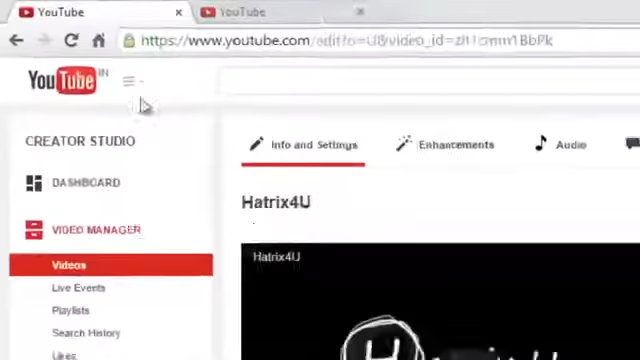 YouTube
YouTube
https://www.youtube.com
YouTube IN
CREATOR STUDIO
Info and Settings
Enhancements
Audio
DASHBOARD
Hatrix4U
VIDEO MANAGER
Videos
Hatrix4U
Live Events
Playlists
Search History
Likes